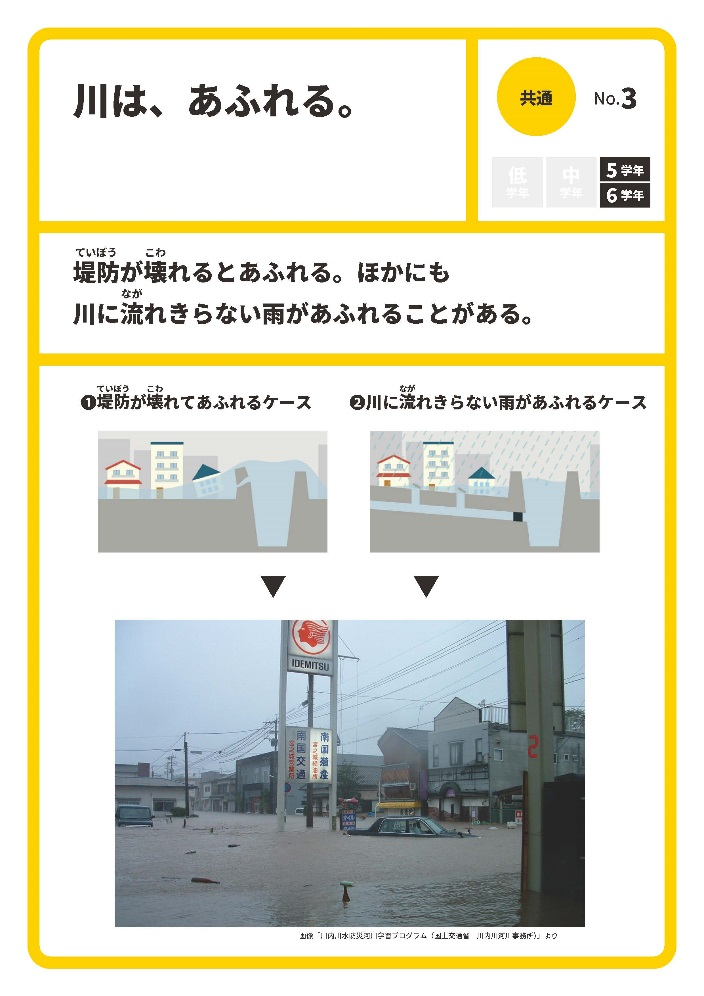 川は、あふれる。
共通
No.3
低
学年
中
学年
5学年
6学年
ていぼう こわ
堤防が壊れるとあふれる。ほかにも
なが
川に流れきらない雨があふれることがある。
ていぼう こわ
❶堤防が壊れてあふれるケース
なが
❷川に流れきらない雨があふれるケース
IDEMITSU
南国交通
南国殖産